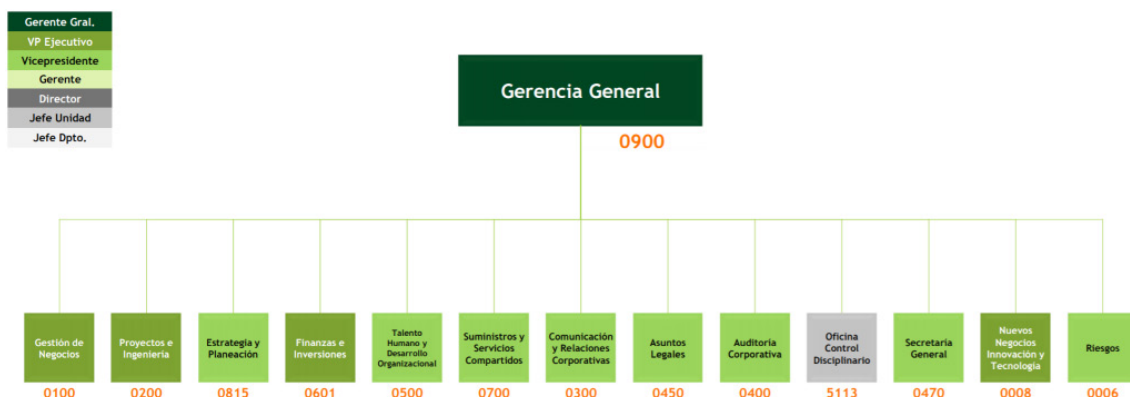 Gerente Gral.
VP Ejecutivo
Vicepresidente
Gerente
Director
Jefe Unidad
Jefe Dpto.
Gerencia General
0900
Gestión de
Negocios
0100
Proyectos e
Ingeniería
0200
Estrategia y
Planeación
0815
Finanzas e
Inversiones
0601
Talento
Humano y
Desarrollo
Organizacional
0500
Suministros y
Servicios
Compartidos
0700
Comunicación
y Relaciones
Corporativas
0300
Asuntos
Legales
0450
Auditoría
Corporativa
0400
Oficina
Control
Disciplinario
5113
Secretaria
General
0470
Nuevos
Negocios
Innovación y
Tecnología
0008
Riesgos
0006